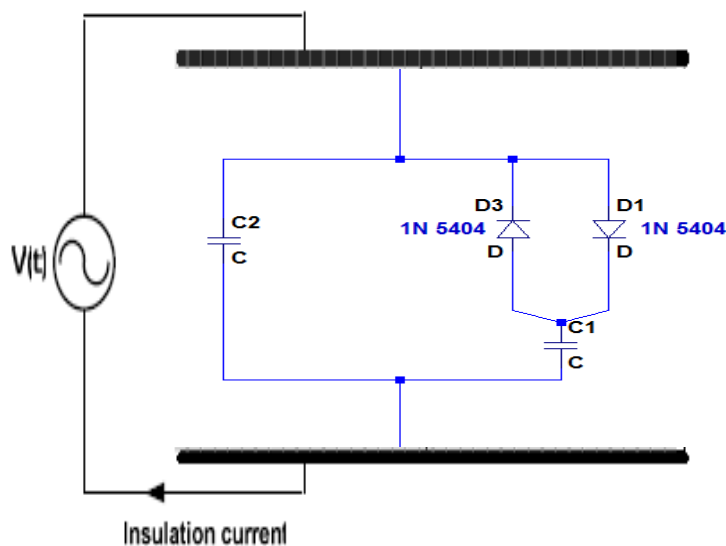 C2
C
D3
1N 5404
D
D1
1N 5404
D
V(t)
C1
C
Insulation current